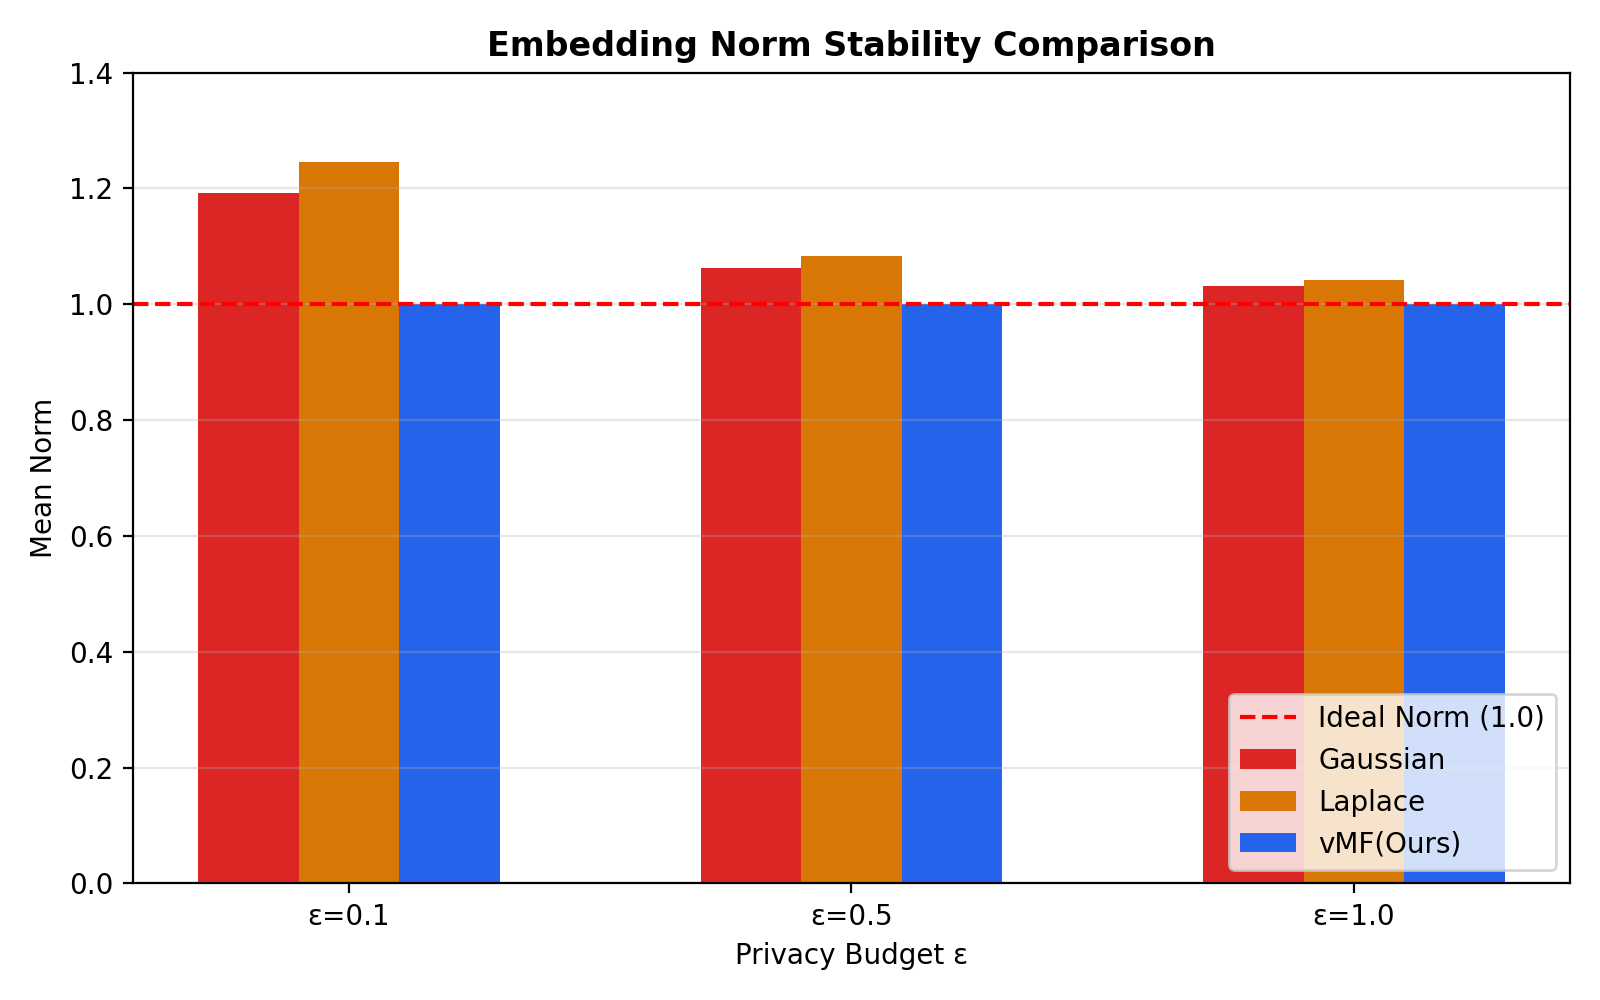 Embedding Norm Stability Comparison
1.4
1.2
1.0
0.8
0.6
0.4
0.2
0.0
Mean Norm
Ideal Norm (1.0)
Gaussian
Laplace
vMF(Ours)
ε=0.1
ε=0.5
ε=1.0
Privacy Budget ε